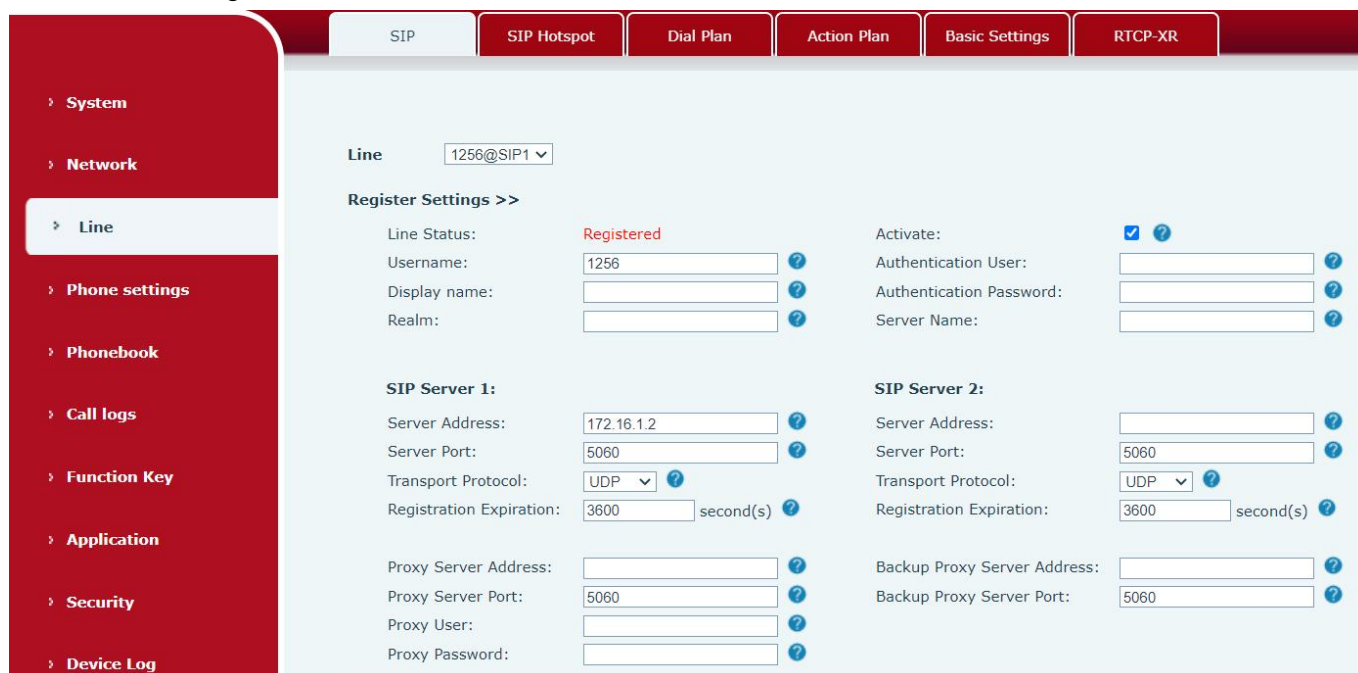 SIP SIP Hotspot Dial Plan Action Plan Basic Settings RTCP-XR
System
Network
Line
Phone settings
Phonebook
Call logs
Function Key
Application
Security
Device Log
Line 1256@SIP1
Register Settings >>
Line Status: Registered Activate:
Username: 1256 Authentication User:
Display name: Authentication Password:
Realm: Server Name:
SIP Server 1: SIP Server 2:
Server Address: 172.16.1.2 Server Address:
Server Port: 5060 Server Port: 5060
Transport Protocol: UDP Transport Protocol: UDP
Registration Expiration: 3600 second(s) Registration Expiration: 3600 second(s)
Proxy Server Address: Backup Proxy Server Address:
Proxy Server Port: 5060 Backup Proxy Server Port: 5060
Proxy User:
Proxy Password: